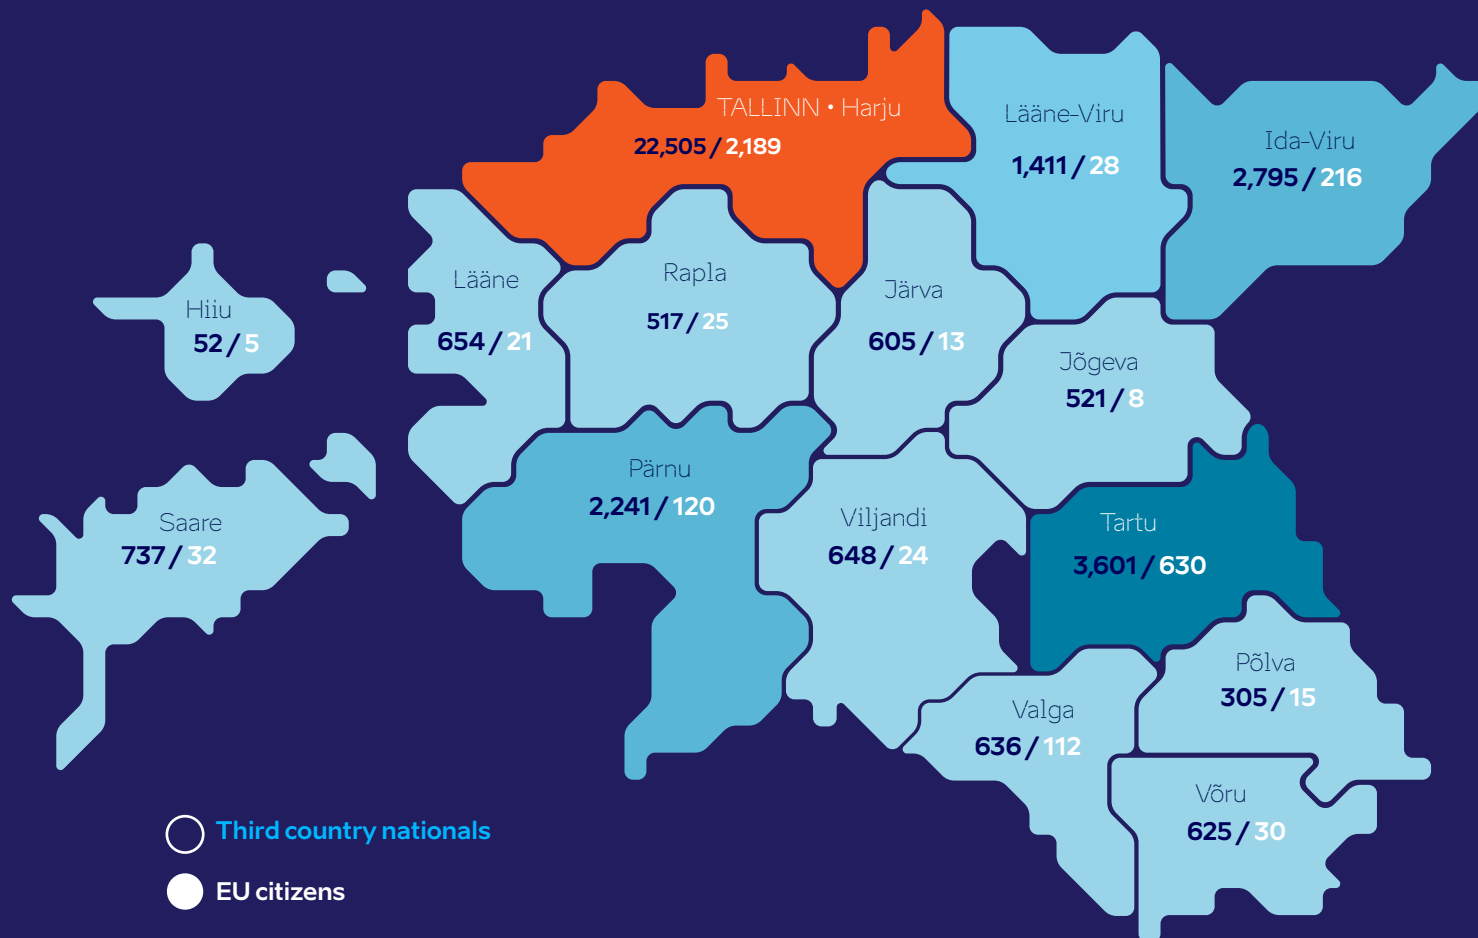 TALLINN • Harju
22,505 / 2,189
Lääne-Viru
1,411 / 28
Ida-Viru
2,795 / 216
Hiiu
52 / 5
Lääne
654 / 21
Rapla
517 / 25
Järva
605 / 13
Jõgeva
521 / 8
Saare
737 / 32
Pärnu
2,241 / 120
Viljandi
648 / 24
Tartu
3,601 / 630
Valga
636 / 112
Põlva
305 / 15
Võru
625 / 30
Third country nationals
EU citizens